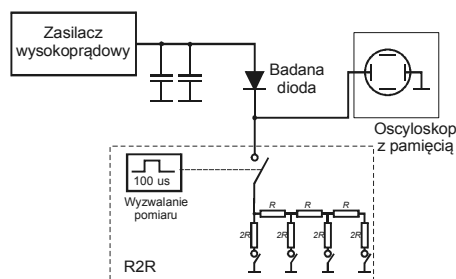 Zasilacz
wysokoprądowy
Badana
dioda
Oscyloskop
z pamięcią
100 us
Wyzwalanie
pomiaru
R
R
R
2R
2R
2R
2R
R2R